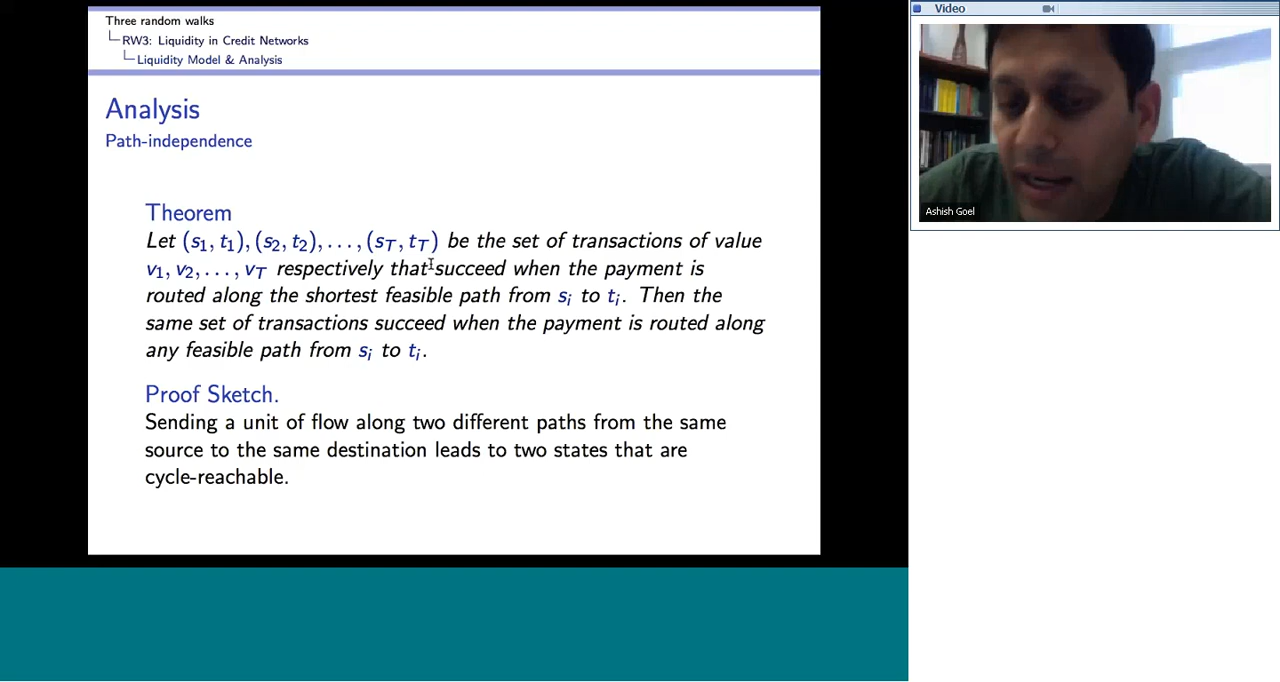 Three random walks
RW3: Liquidity in Credit Networks
Liquidity Model & Analysis
Analysis
Path-independence
Theorem
Let (s₁, t₁), (s₂, t₂), . . . , (s_T, t_T) be the set of transactions of value
v₁, v₂, . . . , v_T respectively that succeed when the payment is
routed along the shortest feasible path from sᵢ to tᵢ. Then the
same set of transactions succeed when the payment is routed along
any feasible path from sᵢ to tᵢ.
Proof Sketch.
Sending a unit of flow along two different paths from the same
source to the same destination leads to two states that are
cycle-reachable.
Video
Ashish Goel